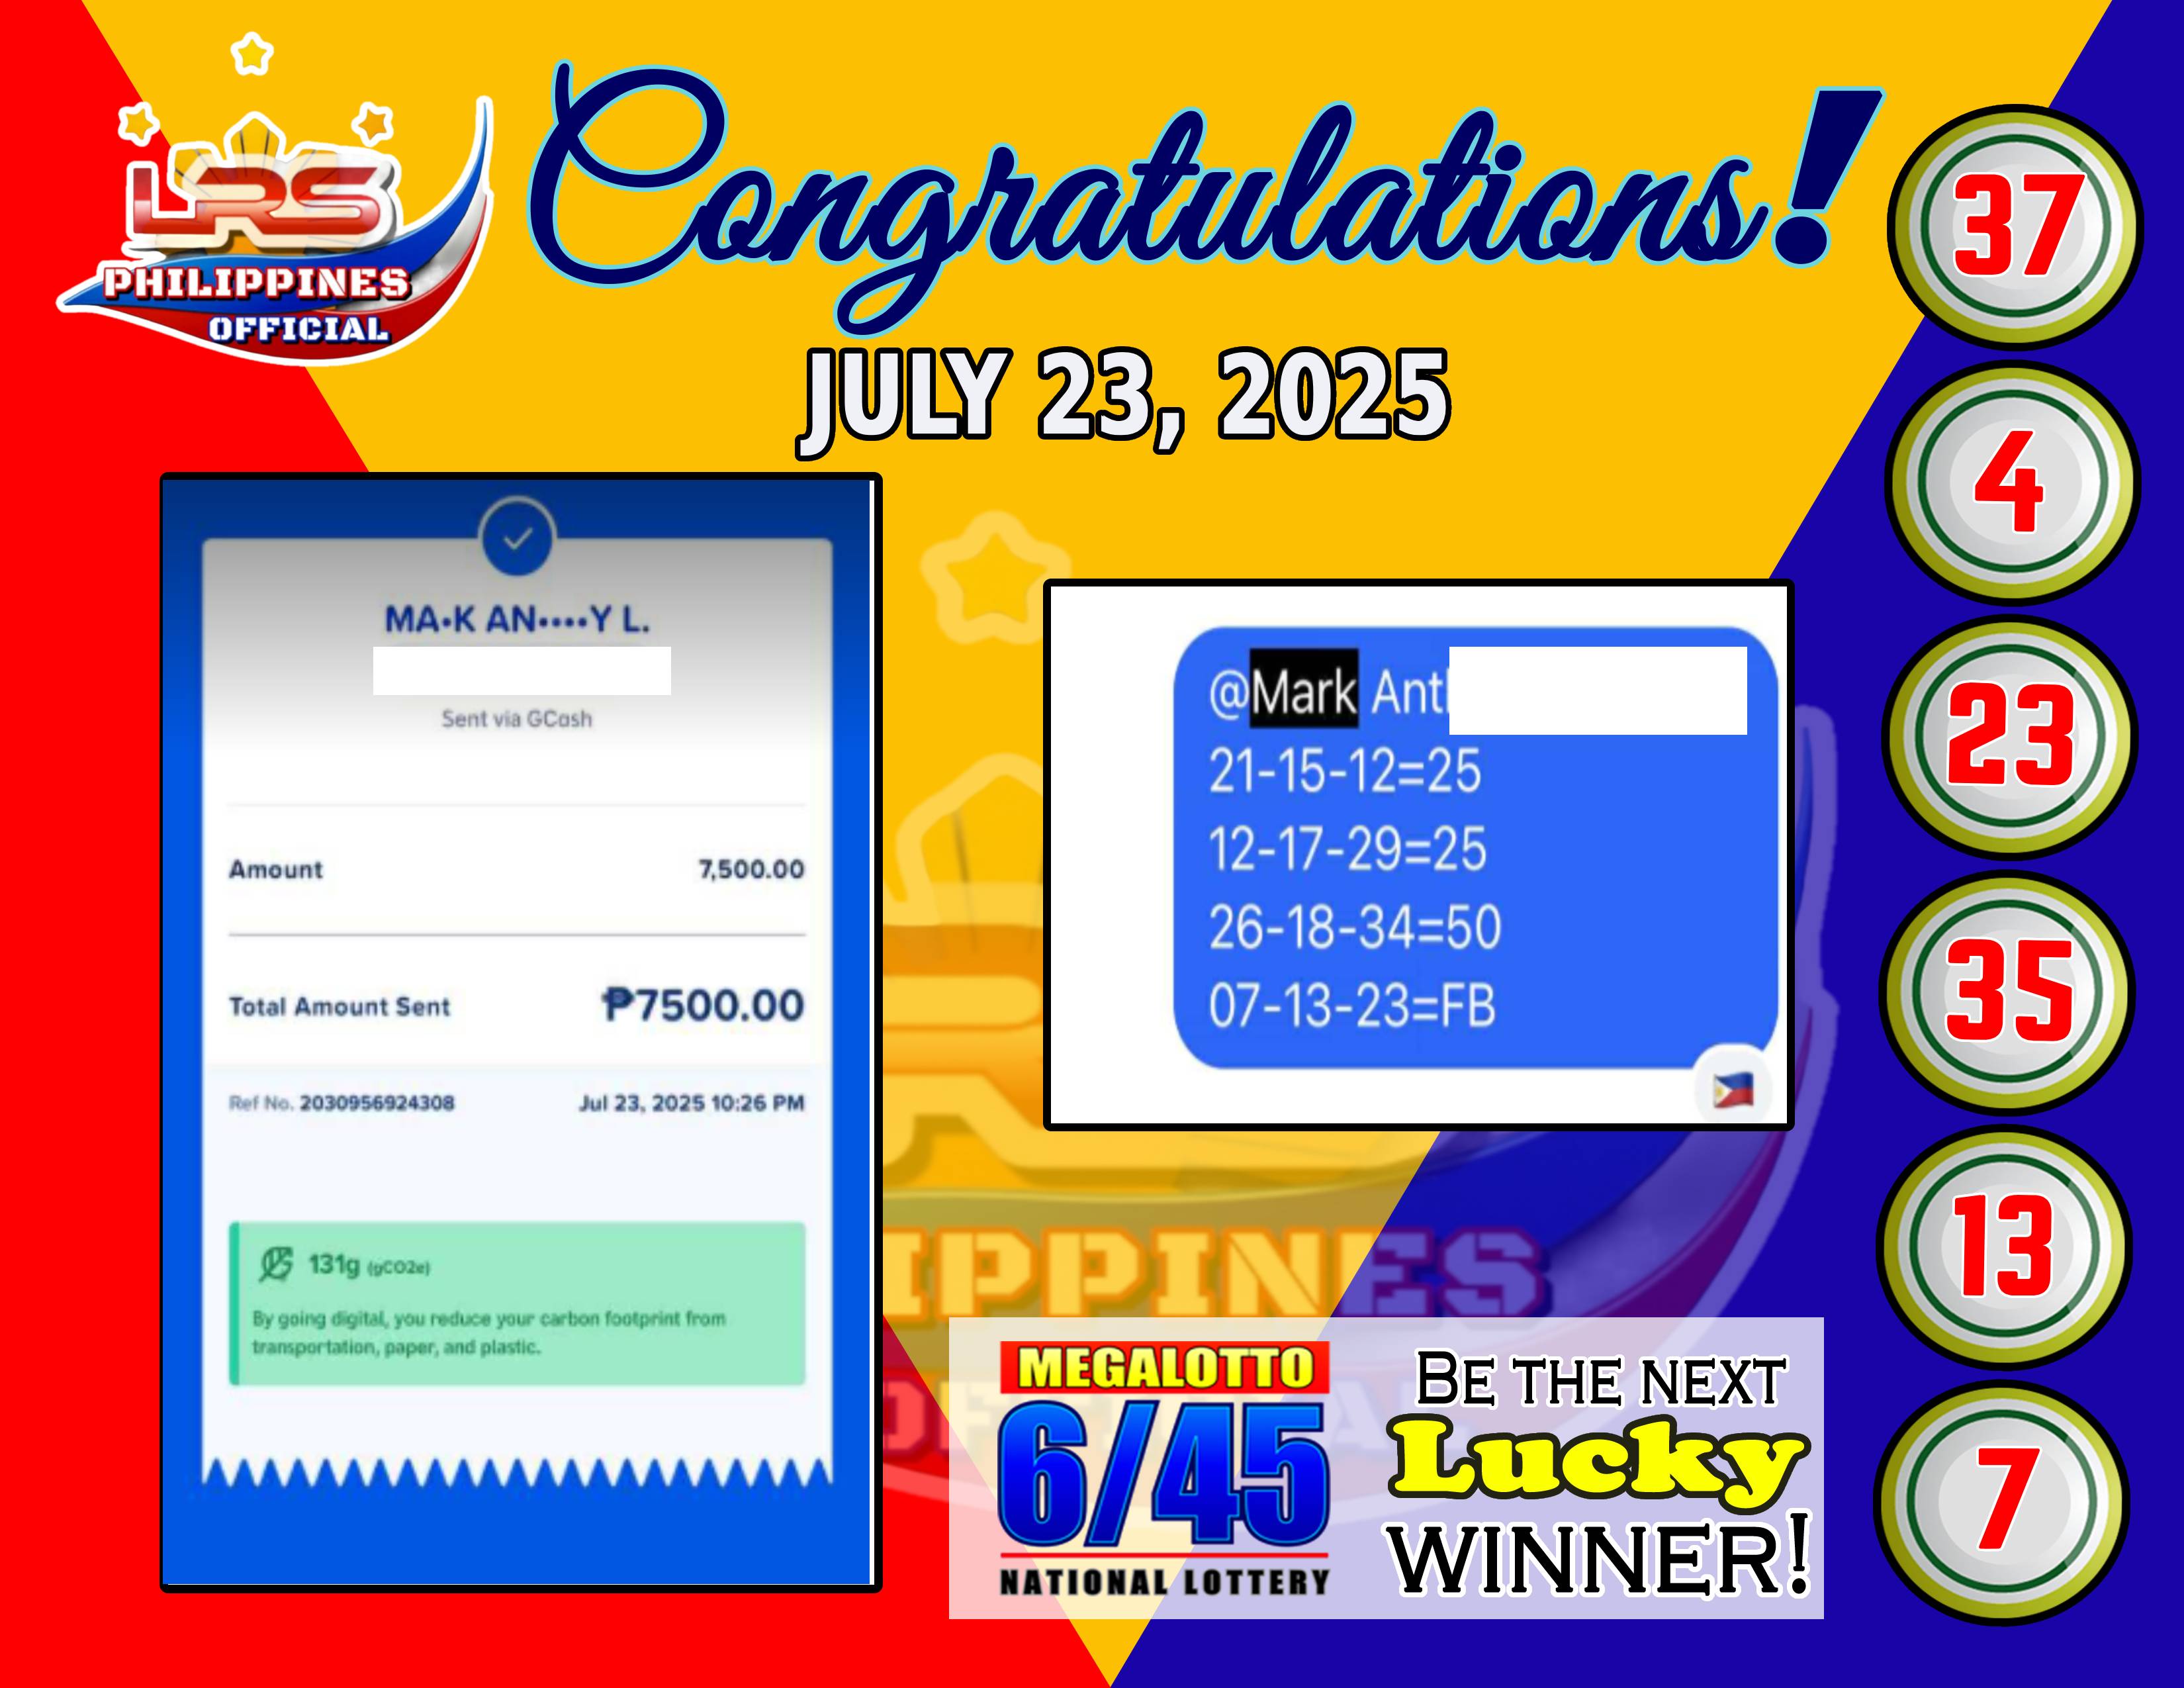 LRS
PHILIPPINES
OFFICIAL
Congratulations!
JULY 23, 2025
MA•K AN••••Y L.
Sent via GCash
Amount 7,500.00
Total Amount Sent ₱7500.00
Ref No. 2030956924308 Jul 23, 2025 10:26 PM
131g (gCO2e)
By going digital, you reduce your carbon footprint from
transportation, paper, and plastic.
@Mark Ant
21-15-12=25
12-17-29=25
26-18-34=50
07-13-23=FB
37
4
23
35
13
7
IPPINES
MEGALOTTO
6/45
NATIONAL LOTTERY
BE THE NEXT
Lucky
WINNER!